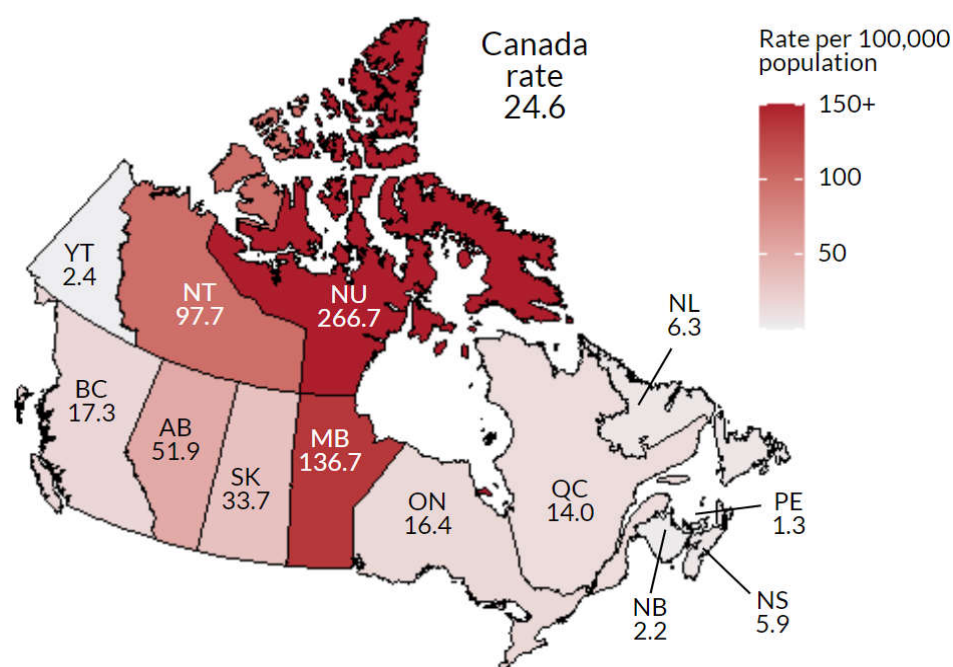 Canada
rate
24.6
Rate per 100,000
population
150+
100
50
YT
2.4
NT
97.7
NU
266.7
NL
6.3
BC
17.3
AB
51.9
SK
33.7
MB
136.7
ON
16.4
QC
14.0
PE
1.3
NB
2.2
NS
5.9